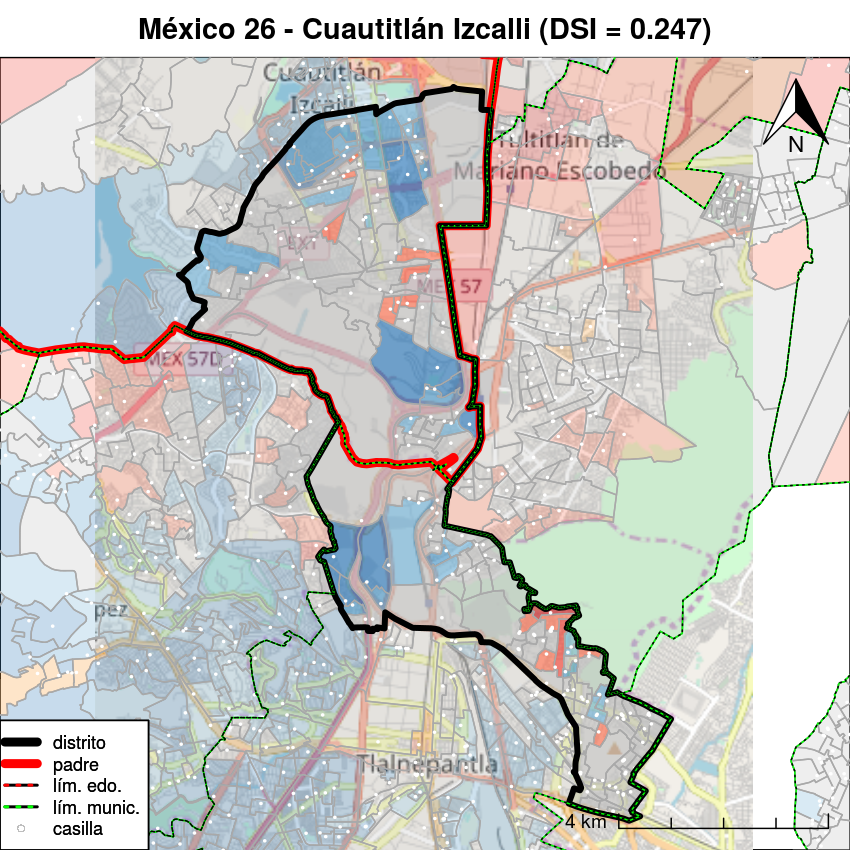 México 26 - Cuautitlán Izcalli (DSI = 0.247)
Cuautitlán
Izcalli
Tultitlán de
Mariano Escobedo
N
EX1
MEX 57
MEX 57D
pez
Tlalnepantla
distrito
padre
lím. edo.
lím. munic.
casilla
4 km